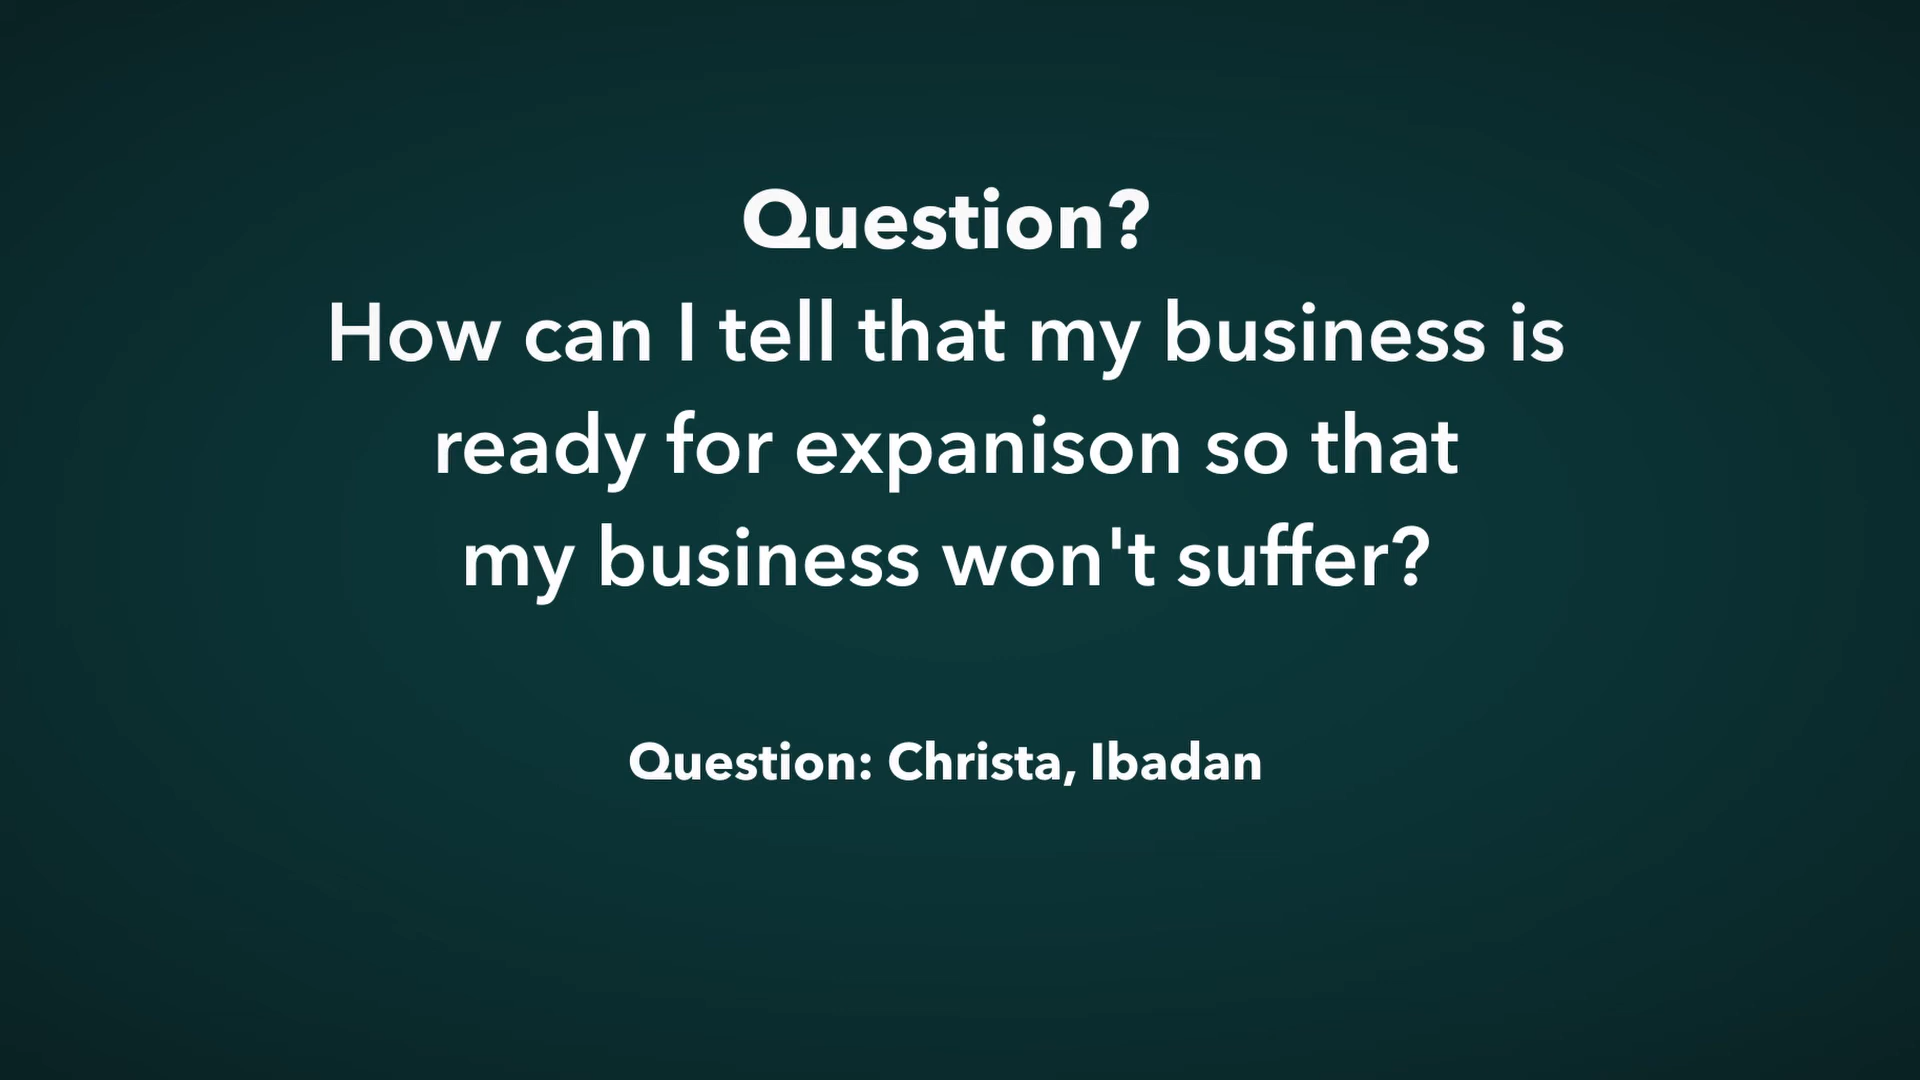 Question?
How can I tell that my business is
ready for expanison so that
my business won't suffer?
Question: Christa, Ibadan